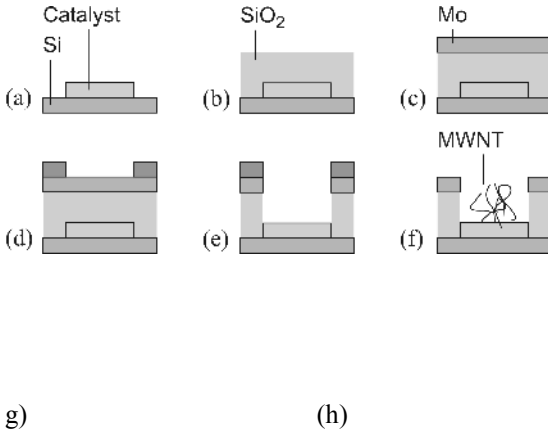 Catalyst SiO₂ Mo
Si
(a) (b) (c)
MWNT
(d) (e) (f)
g) (h)